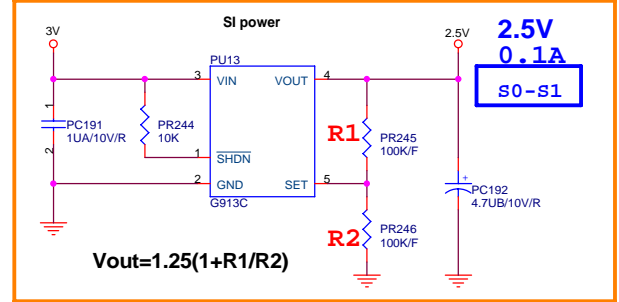 SI power
3V
2.5V
2.5V
0.1A
S0-S1
PU13
3 VIN VOUT 4
1
PC191
1UA/10V/R
2
PR244
10K
R1
PR245
100K/F
1 SHDN
2 GND SET 5
G913C
PC192
4.7UB/10V/R
+
R2
PR246
100K/F
Vout=1.25(1+R1/R2)